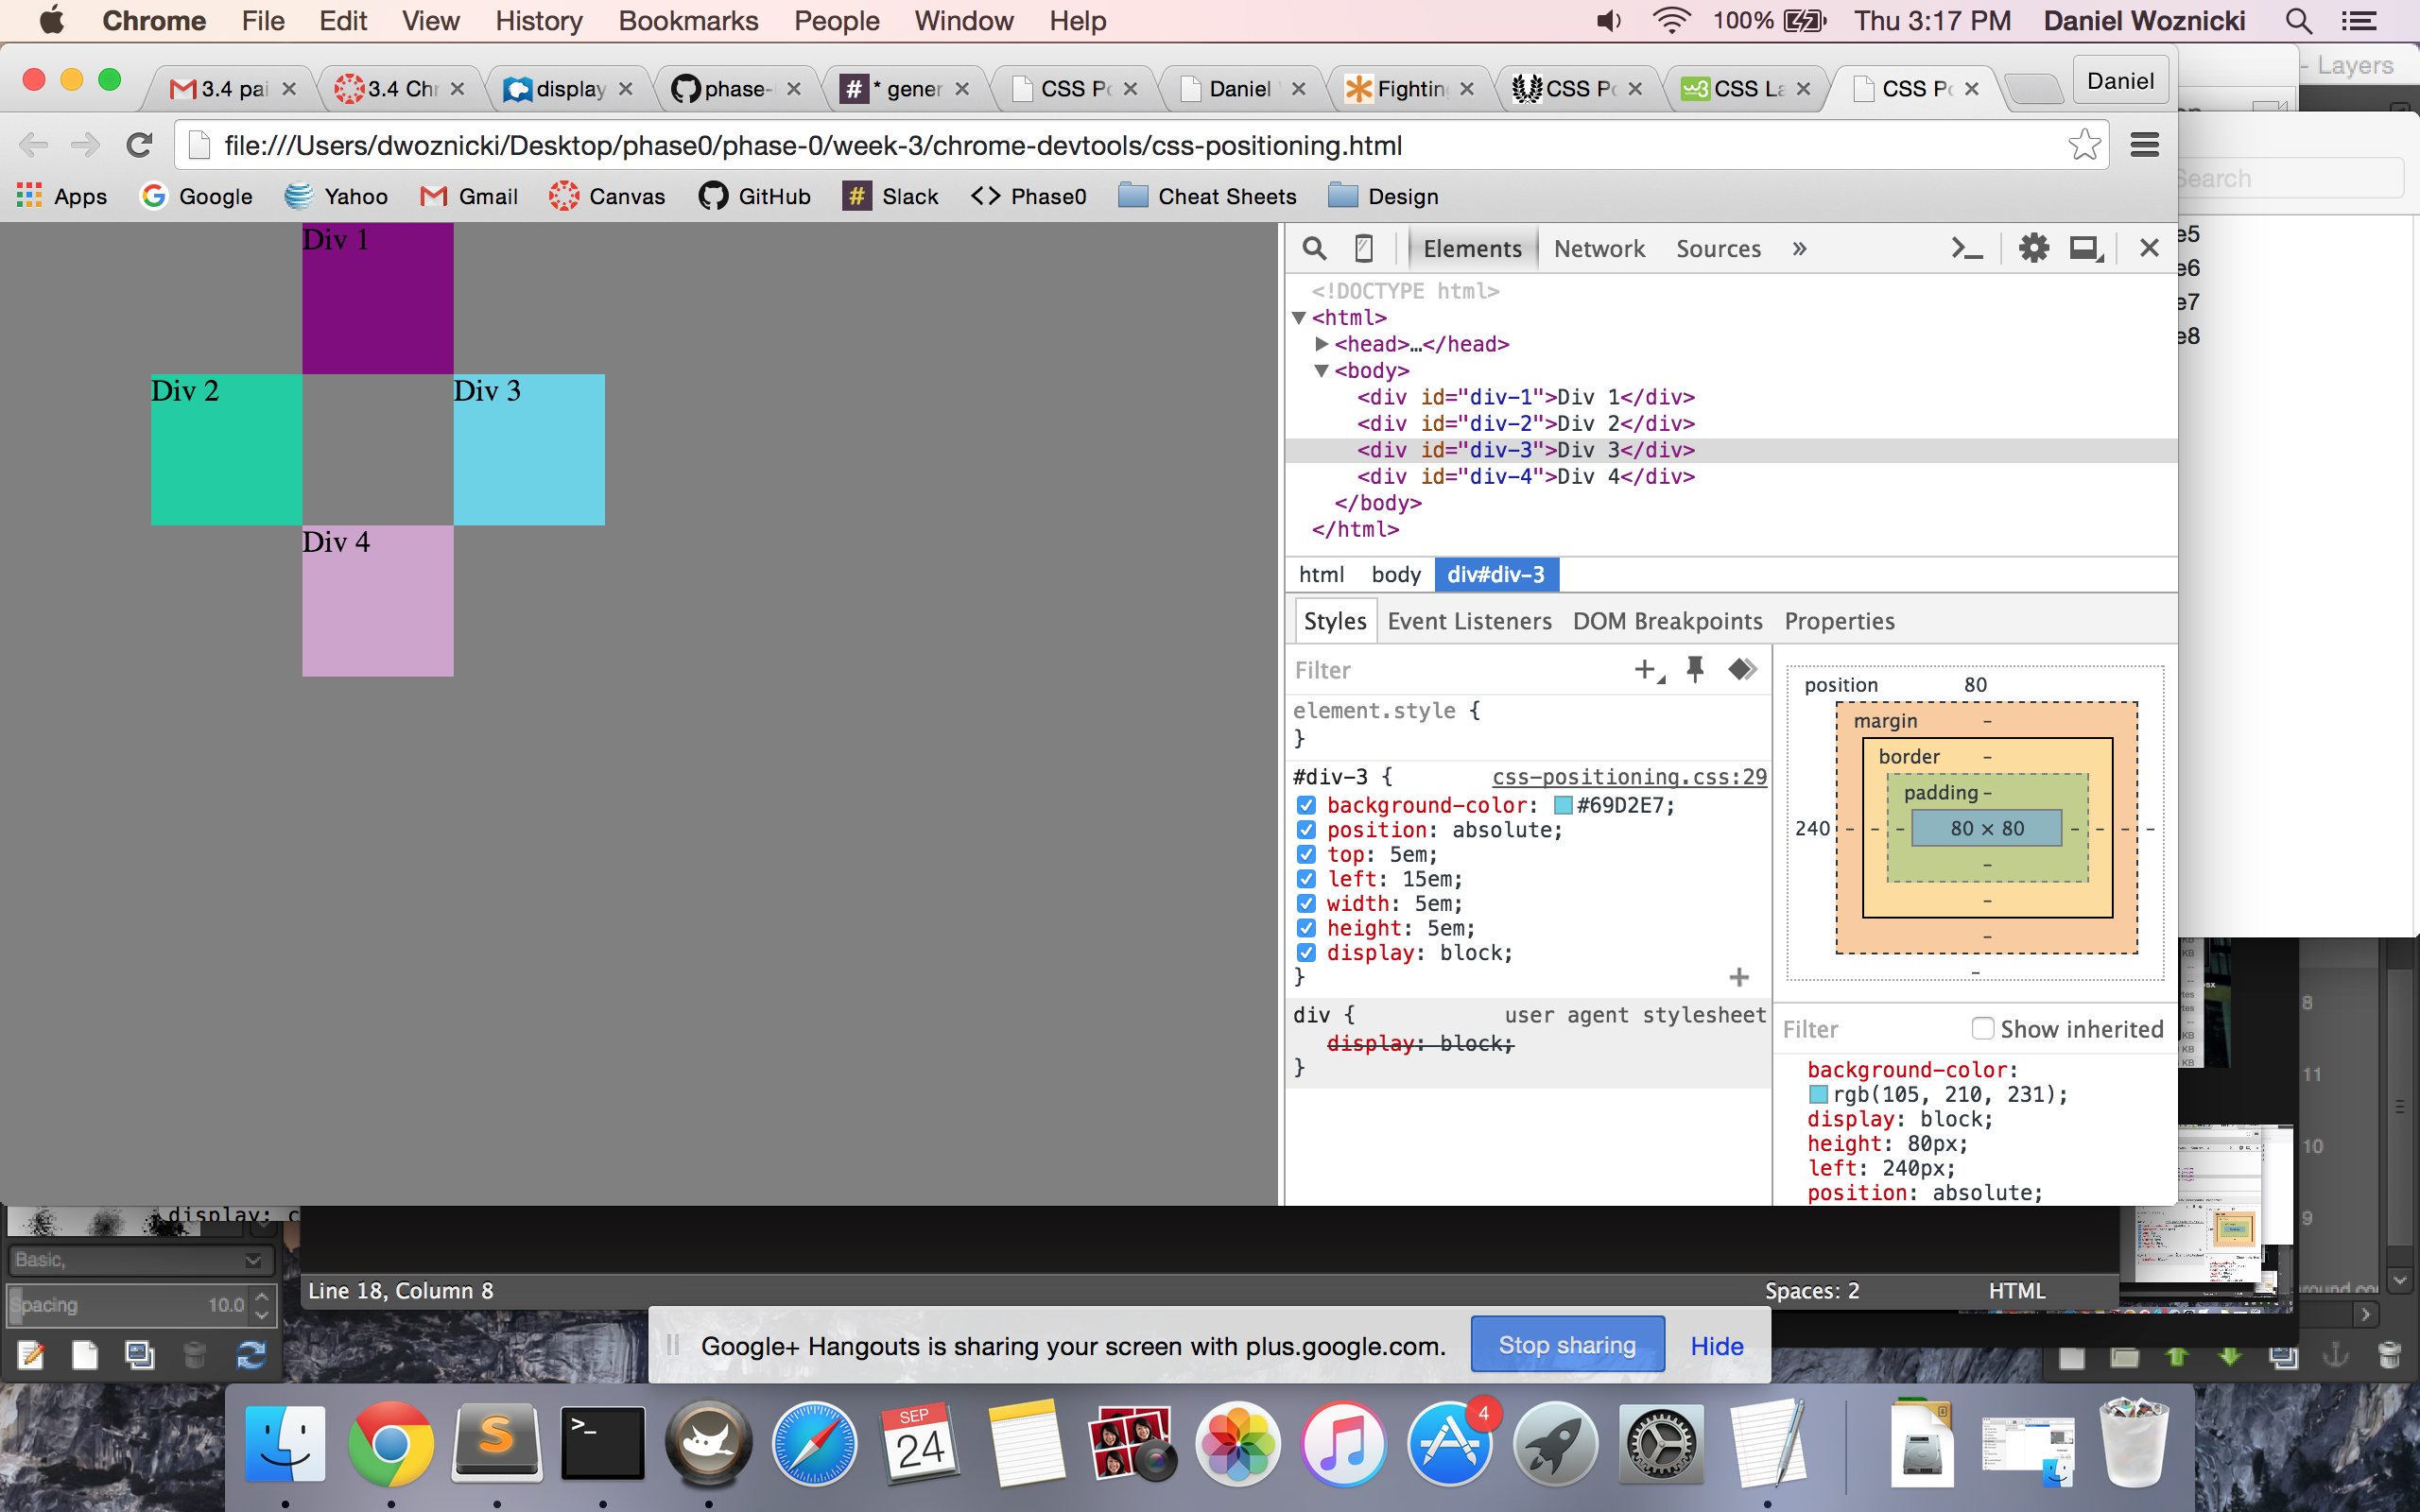 Chrome File Edit View History Bookmarks People Window Help 100% Thu 3:17 PM Daniel Woznicki
3.4 pai 3.4 Chr display phase- * gener CSS Po Daniel Fighting CSS Po CSS La CSS Po Daniel
- Layers
file:///Users/dwoznicki/Desktop/phase0/phase-0/week-3/chrome-devtools/css-positioning.html
Search
Apps Google Yahoo Gmail Canvas GitHub Slack Phase0 Cheat Sheets Design
e5
e6
e7
e8
Div 1
Div 2
Div 3
Div 4
Elements Network Sources »
<!DOCTYPE html>
<html>
<head>…</head>
<body>
<div id="div-1">Div 1</div>
<div id="div-2">Div 2</div>
<div id="div-3">Div 3</div>
<div id="div-4">Div 4</div>
</body>
</html>
html body div#div-3
Styles Event Listeners DOM Breakpoints Properties
Filter
element.style {
}
#div-3 { css-positioning.css:29
background-color: #69D2E7;
position: absolute;
top: 5em;
left: 15em;
width: 5em;
height: 5em;
display: block;
}
div { user agent stylesheet
display: block;
}
position 80
margin -
border -
padding -
240 - - - 80 × 80 - - - -
-
-
-
-
Filter Show inherited
background-color:
rgb(105, 210, 231);
display: block;
height: 80px;
left: 240px;
position: absolute;
8
11
10
9
display: c
Basic,
Spacing 10.0
Line 18, Column 8 Spaces: 2 HTML
Google+ Hangouts is sharing your screen with plus.google.com. Stop sharing Hide
SEP
24
4